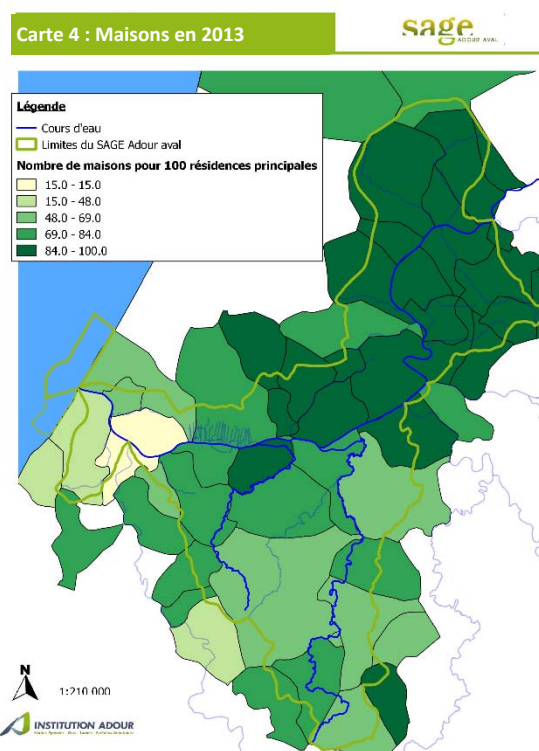 Carte 4 : Maisons en 2013
sage
ADOUR AVAL
Légende
Cours d'eau
Limites du SAGE Adour aval
Nombre de maisons pour 100 résidences principales
15.0 - 15.0
15.0 - 48.0
48.0 - 69.0
69.0 - 84.0
84.0 - 100.0
N
1:210 000
INSTITUTION ADOUR